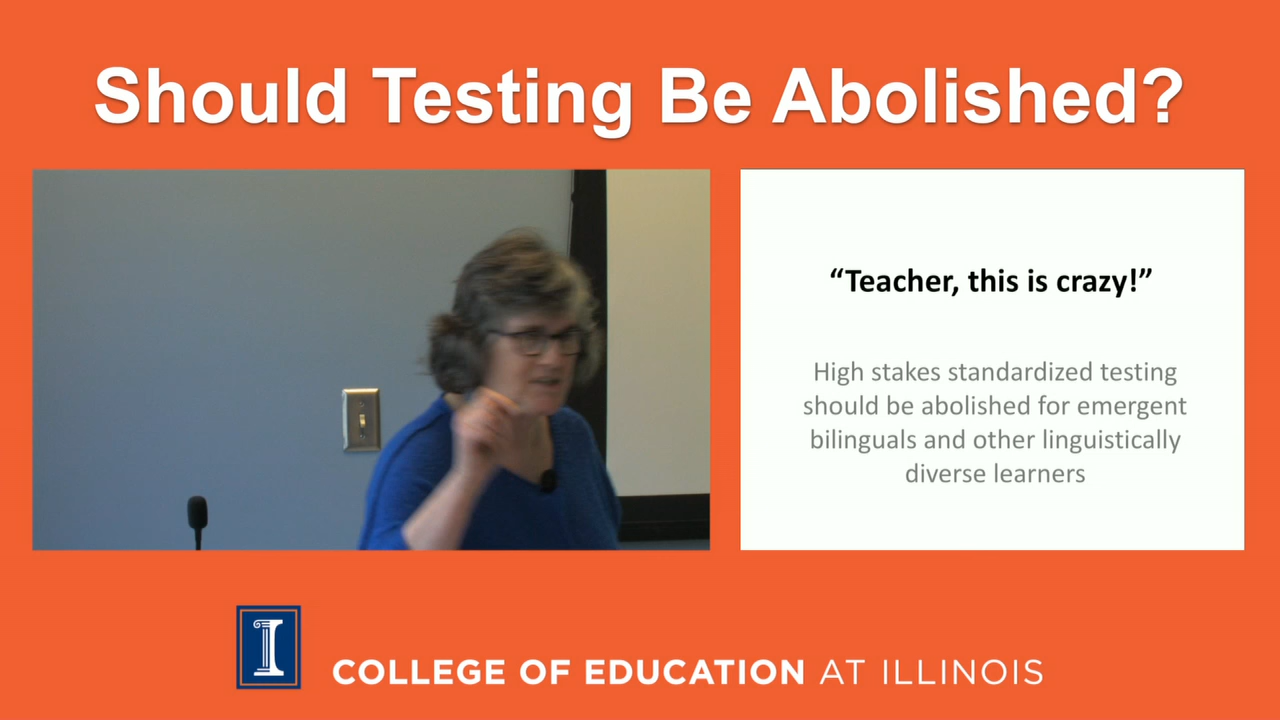 Should Testing Be Abolished?
“Teacher, this is crazy!”
High stakes standardized testing
should be abolished for emergent
bilinguals and other linguistically
diverse learners
I
COLLEGE OF EDUCATION AT ILLINOIS